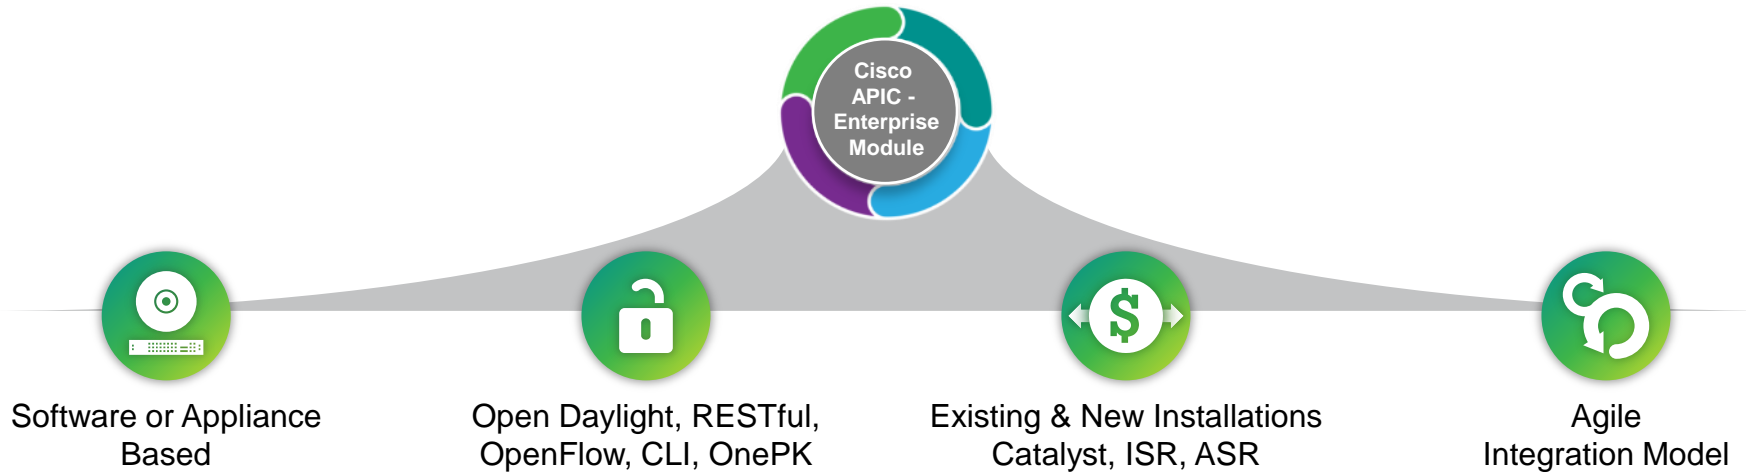 Cisco
APIC -
Enterprise
Module
Software or Appliance
Based
Open Daylight, RESTful,
OpenFlow, CLI, OnePK
Existing & New Installations
Catalyst, ISR, ASR
Agile
Integration Model